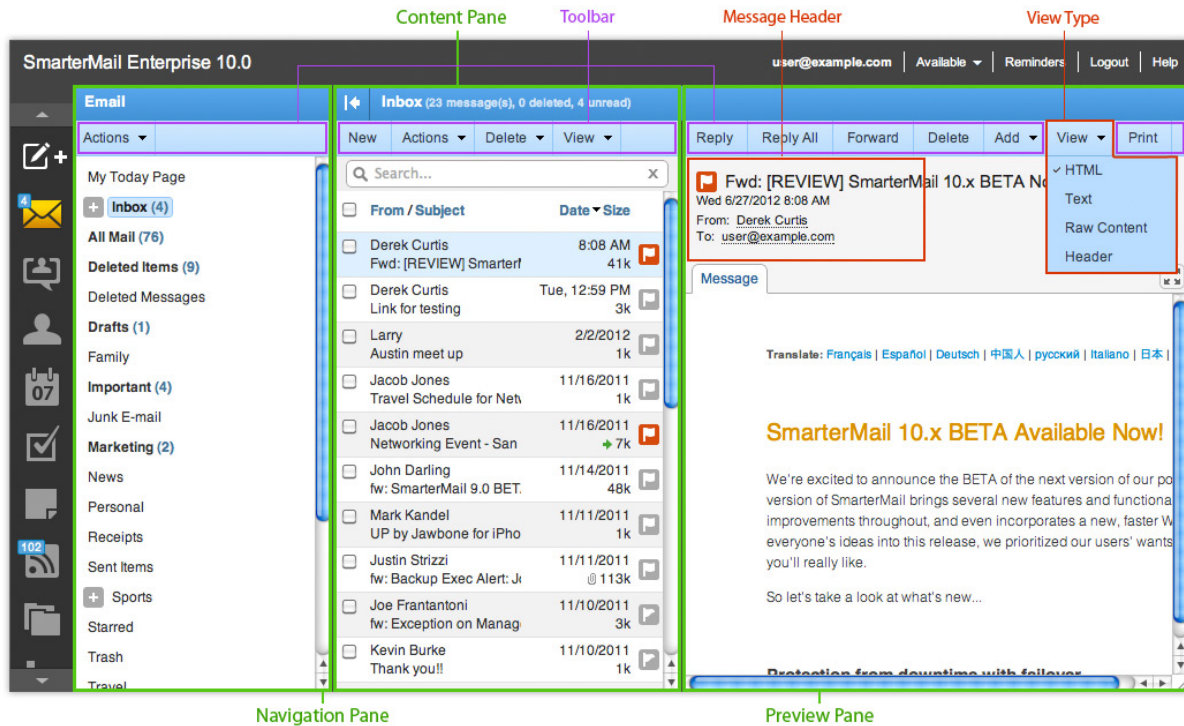 Content Pane
Toolbar
Message Header
View Type
SmarterMail Enterprise 10.0
user@example.com
Available
Reminders
Logout
Help
Email
Inbox (23 message(s), 0 deleted, 4 unread)
Actions
New
Actions
Delete
View
Reply
Reply All
Forward
Delete
Add
View
Print
4
07
102
My Today Page
Inbox (4)
All Mail (76)
Deleted Items (9)
Deleted Messages
Drafts (1)
Family
Important (4)
Junk E-mail
Marketing (2)
News
Personal
Receipts
Sent Items
Sports
Starred
Trash
Travel
Search...
X
From / Subject
Date
Size
Derek Curtis 8:08 AM
Fwd: [REVIEW] SmarterM 41k
Derek Curtis Tue, 12:59 PM
Link for testing 3k
Larry 2/2/2012
Austin meet up 1k
Jacob Jones 11/16/2011
Travel Schedule for Netw 1k
Jacob Jones 11/16/2011
Networking Event - San 7k
John Darling 11/14/2011
fw: SmarterMail 9.0 BET 48k
Mark Kandel 11/11/2011
UP by Jawbone for iPho 1k
Justin Strizzi 11/11/2011
fw: Backup Exec Alert: Jo 113k
Joe Frantantoni 11/10/2011
fw: Exception on Manag 3k
Kevin Burke 11/10/2011
Thank you!! 1k
Fwd: [REVIEW] SmarterMail 10.x BETA No
Wed 6/27/2012 8:08 AM
From: Derek Curtis
To: user@example.com
HTML
Text
Raw Content
Header
Message
Translate: Français | Español | Deutsch | 中国人 | русский | Italiano | 日本 |
SmarterMail 10.x BETA Available Now!
We're excited to announce the BETA of the next version of our po
version of SmarterMail brings several new features and functiona
improvements throughout, and even incorporates a new, faster W
everyone's ideas into this release, we prioritized our users' wants
you'll really like.
So let's take a look at what's new...
Protection from downtime with failover
Navigation Pane
Preview Pane